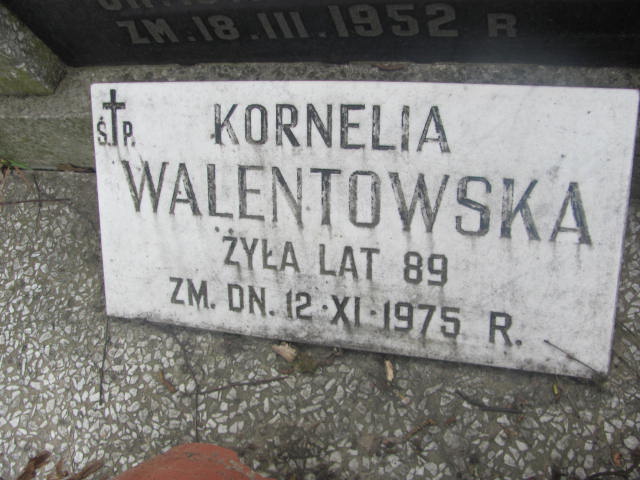 ZM. 18. III. 1952 R
Ś. P.
KORNELIA
WALENTOWSKA
ŻYŁA LAT 89
ZM. DN. 12·XI·1975 R.